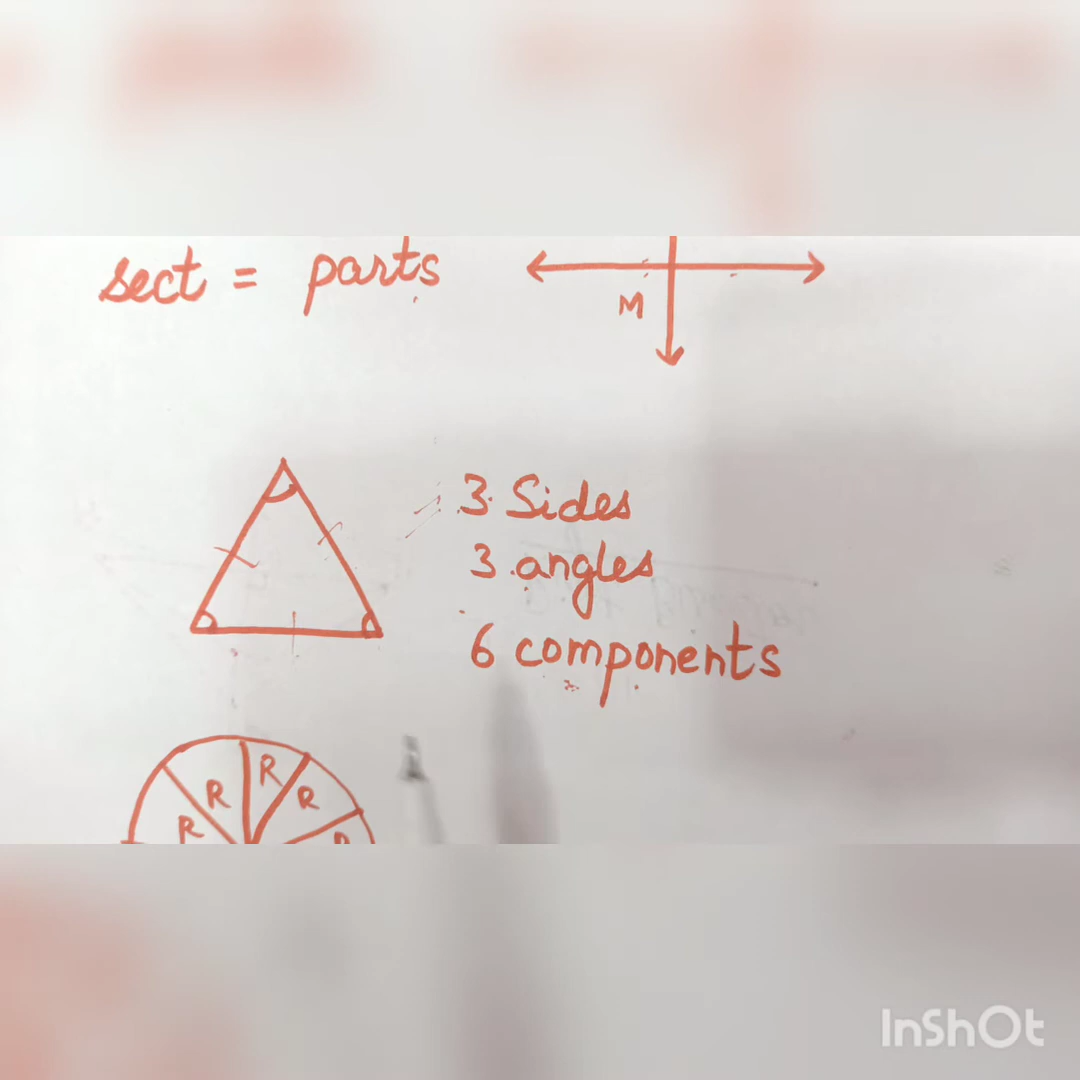 sect = parts
M
3 Sides
3 angles
6 components
R R R R
InShOt